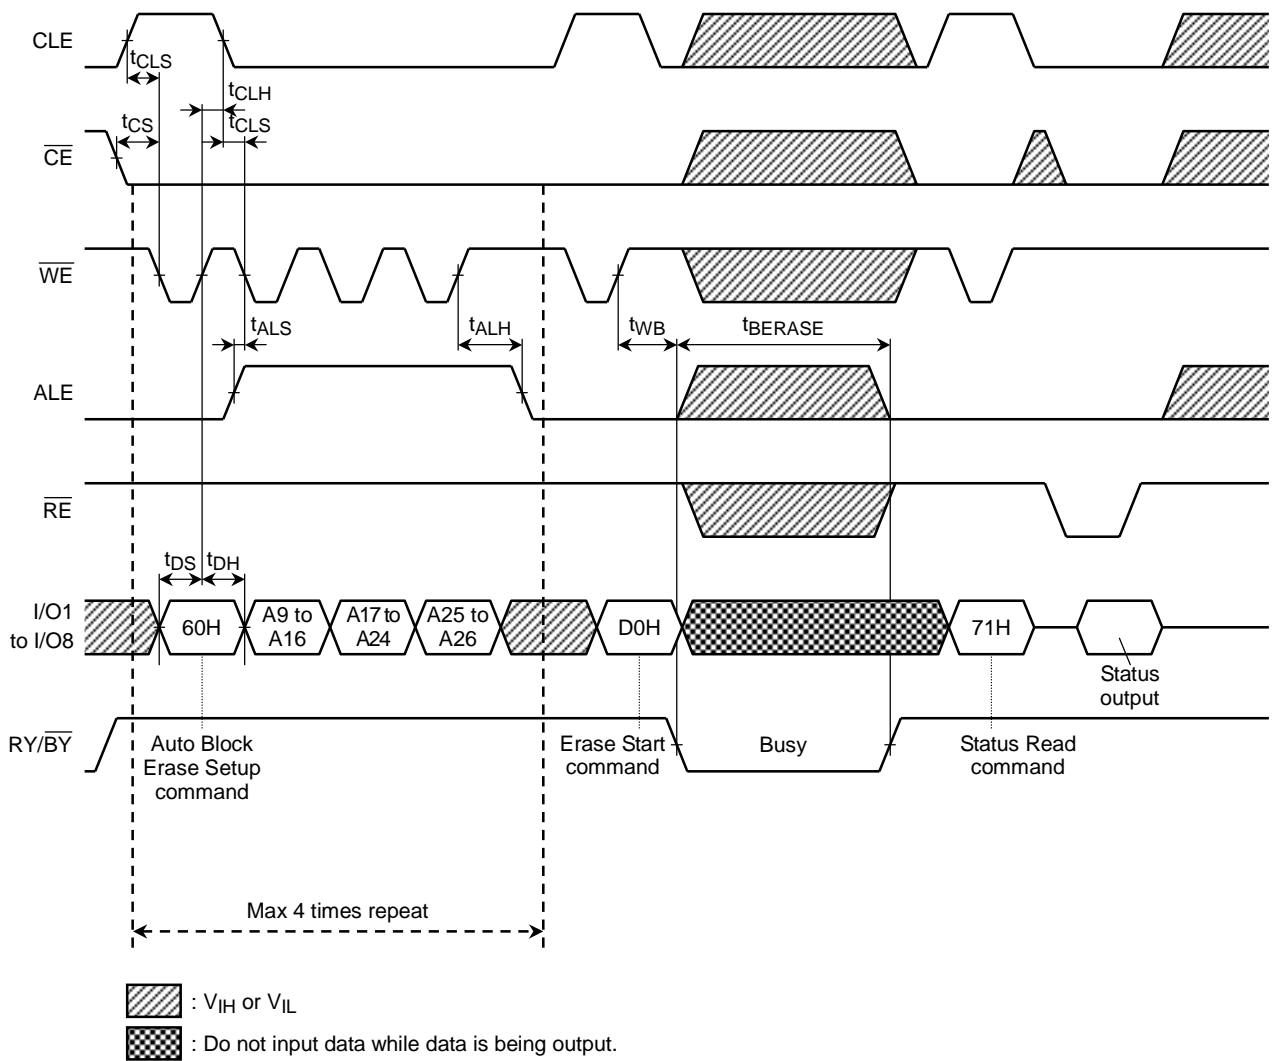 CLE
tCLS
tCLH
tCS
tCLS
CE
WE
tALS
tALH
tWB
tBERASE
ALE
RE
tDS
tDH
I/O1
to I/O8
60H
A9 to
A16
A17 to
A24
A25 to
A26
D0H
71H
Status
output
RY/BY
Auto Block
Erase Setup
command
Erase Start
command
Busy
Status Read
command
Max 4 times repeat
: VIH or VIL
: Do not input data while data is being output.